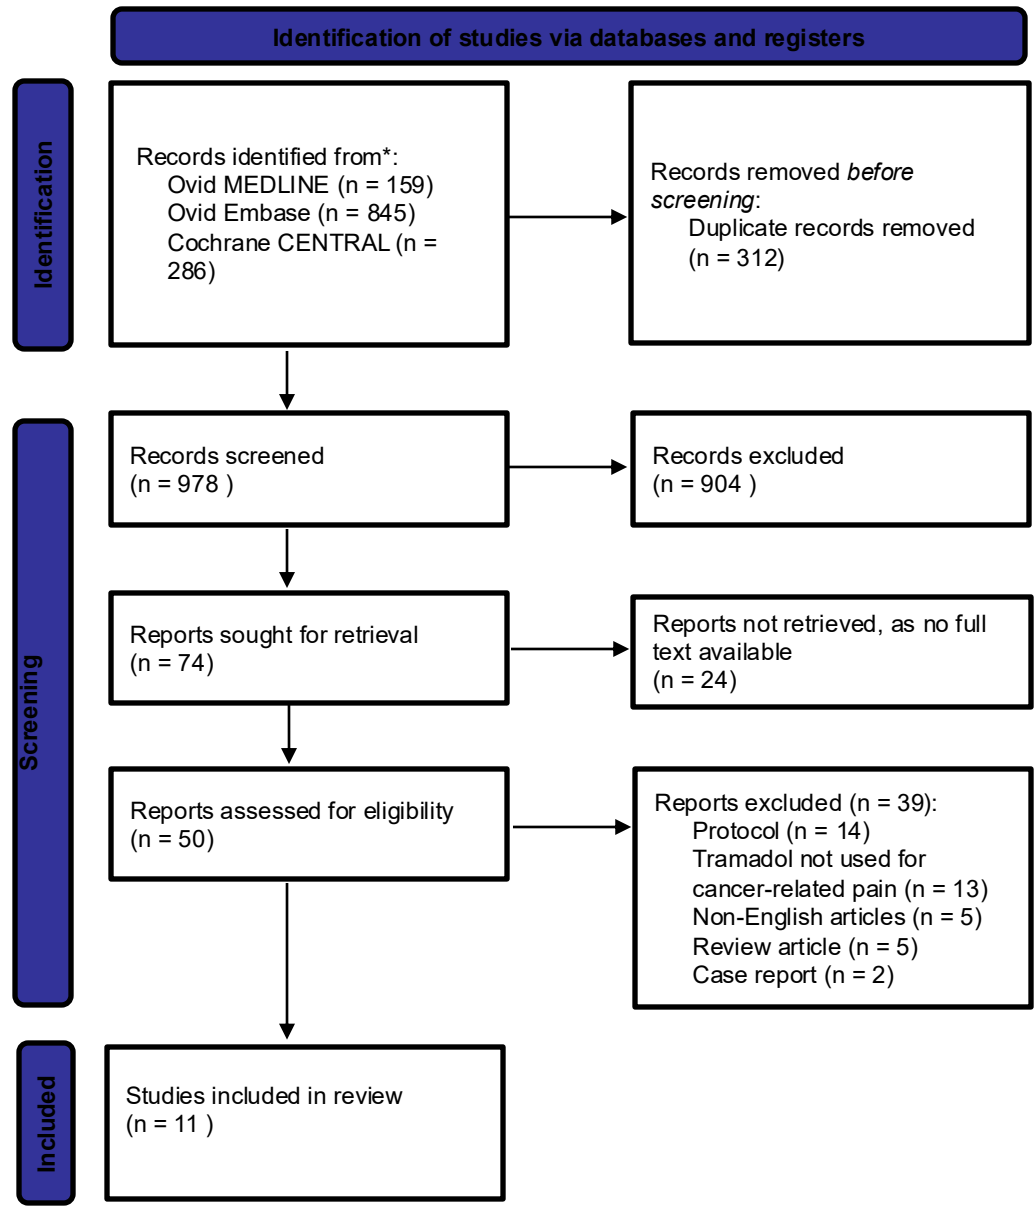 Identification of studies via databases and registers
Identification
Records identified from*:
Ovid MEDLINE (n = 159)
Ovid Embase (n = 845)
Cochrane CENTRAL (n =
286)
Records removed before
screening:
Duplicate records removed
(n = 312)
Screening
Records screened
(n = 978 )
Records excluded
(n = 904 )
Reports sought for retrieval
(n = 74)
Reports not retrieved, as no full
text available
(n = 24)
Reports assessed for eligibility
(n = 50)
Reports excluded (n = 39):
Protocol (n = 14)
Tramadol not used for
cancer-related pain (n = 13)
Non-English articles (n = 5)
Review article (n = 5)
Case report (n = 2)
Included
Studies included in review
(n = 11 )